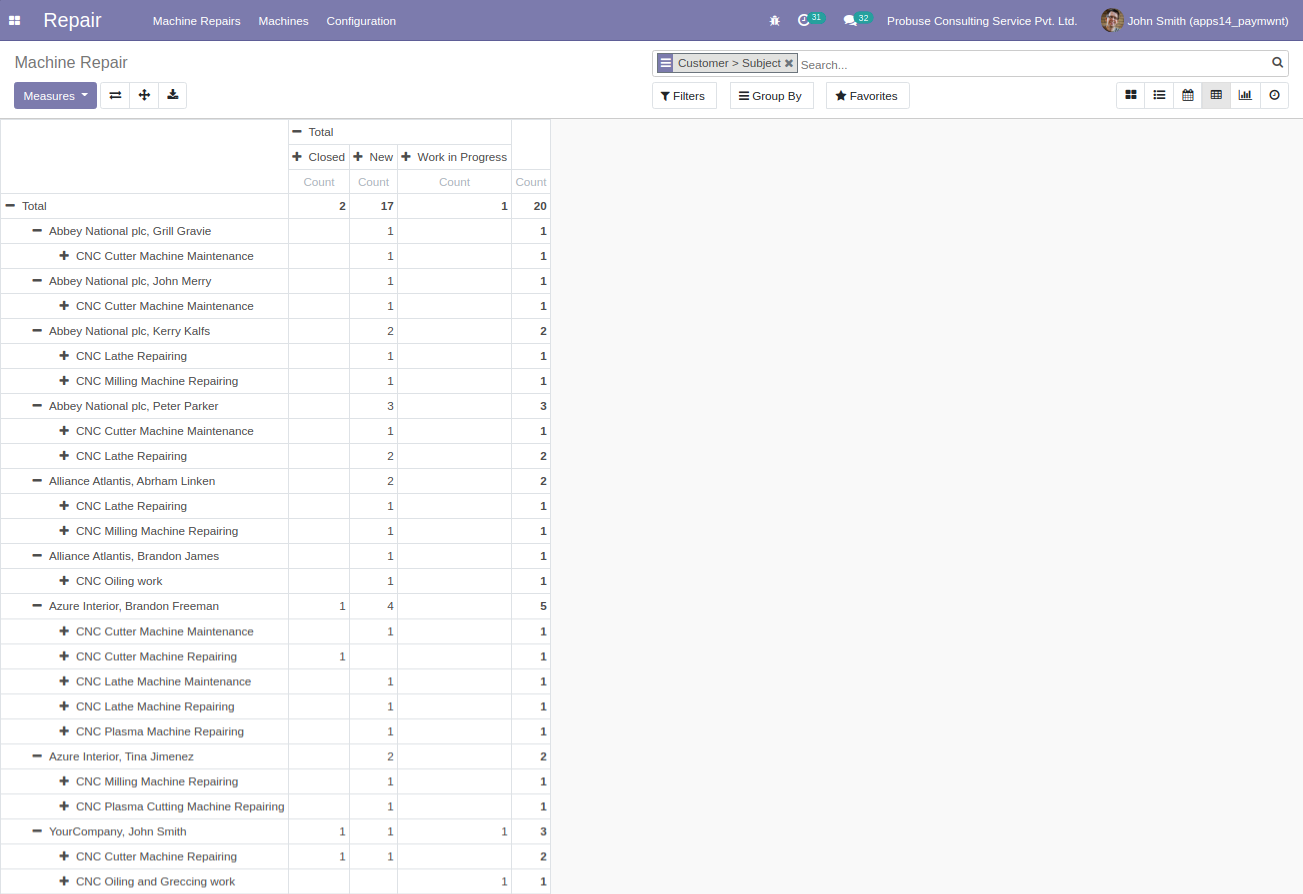 Repair Machine Repairs Machines Configuration 31 32 Probuse Consulting Service Pvt. Ltd. John Smith (apps14_paymwnt)
Machine Repair
Customer > Subject Search...
Measures
Filters Group By Favorites
Total
Closed New Work in Progress
Count Count Count Count
Total 2 17 1 20
Abbey National plc, Grill Gravie 1 1
CNC Cutter Machine Maintenance 1 1
Abbey National plc, John Merry 1 1
CNC Cutter Machine Maintenance 1 1
Abbey National plc, Kerry Kalfs 2 2
CNC Lathe Repairing 1 1
CNC Milling Machine Repairing 1 1
Abbey National plc, Peter Parker 3 3
CNC Cutter Machine Maintenance 1 1
CNC Lathe Repairing 2 2
Alliance Atlantis, Abrham Linken 2 2
CNC Lathe Repairing 1 1
CNC Milling Machine Repairing 1 1
Alliance Atlantis, Brandon James 1 1
CNC Oiling work 1 1
Azure Interior, Brandon Freeman 1 4 5
CNC Cutter Machine Maintenance 1 1
CNC Cutter Machine Repairing 1 1
CNC Lathe Machine Maintenance 1 1
CNC Lathe Machine Repairing 1 1
CNC Plasma Machine Repairing 1 1
Azure Interior, Tina Jimenez 2 2
CNC Milling Machine Repairing 1 1
CNC Plasma Cutting Machine Repairing 1 1
YourCompany, John Smith 1 1 1 3
CNC Cutter Machine Repairing 1 1 2
CNC Oiling and Greccing work 1 1